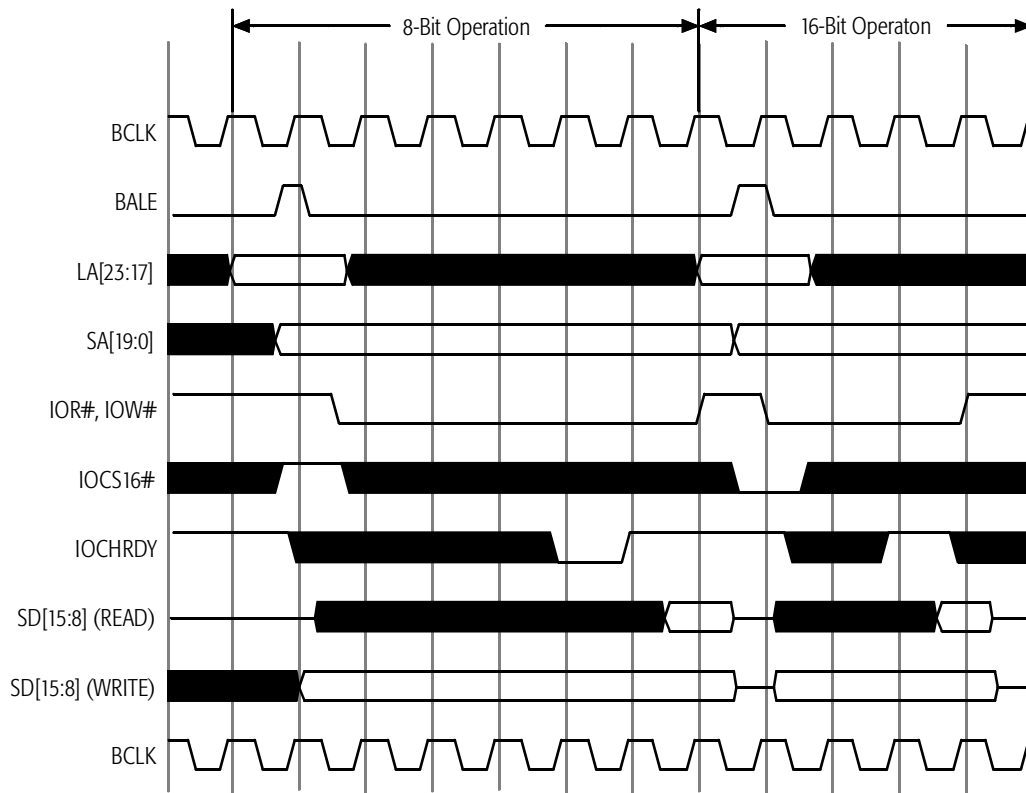 8-Bit Operation
16-Bit Operaton
BCLK
BALE
LA[23:17]
SA[19:0]
IOR#, IOW#
IOCS16#
IOCHRDY
SD[15:8] (READ)
SD[15:8] (WRITE)
BCLK